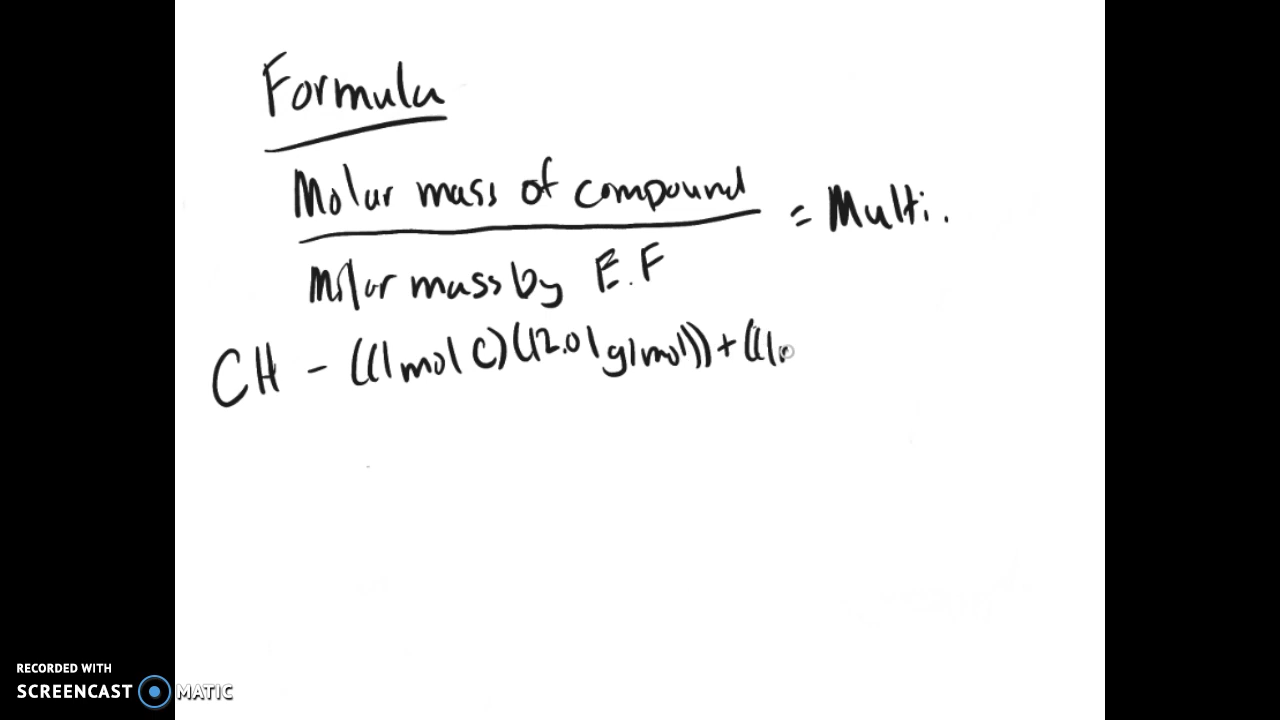 Formula
Molar mass of compound
= Multi.
Molar mass by E.F
CH - ((1 mol C)(12.01 g/mol)) + ((1
RECORDED WITH
SCREENCAST MATIC